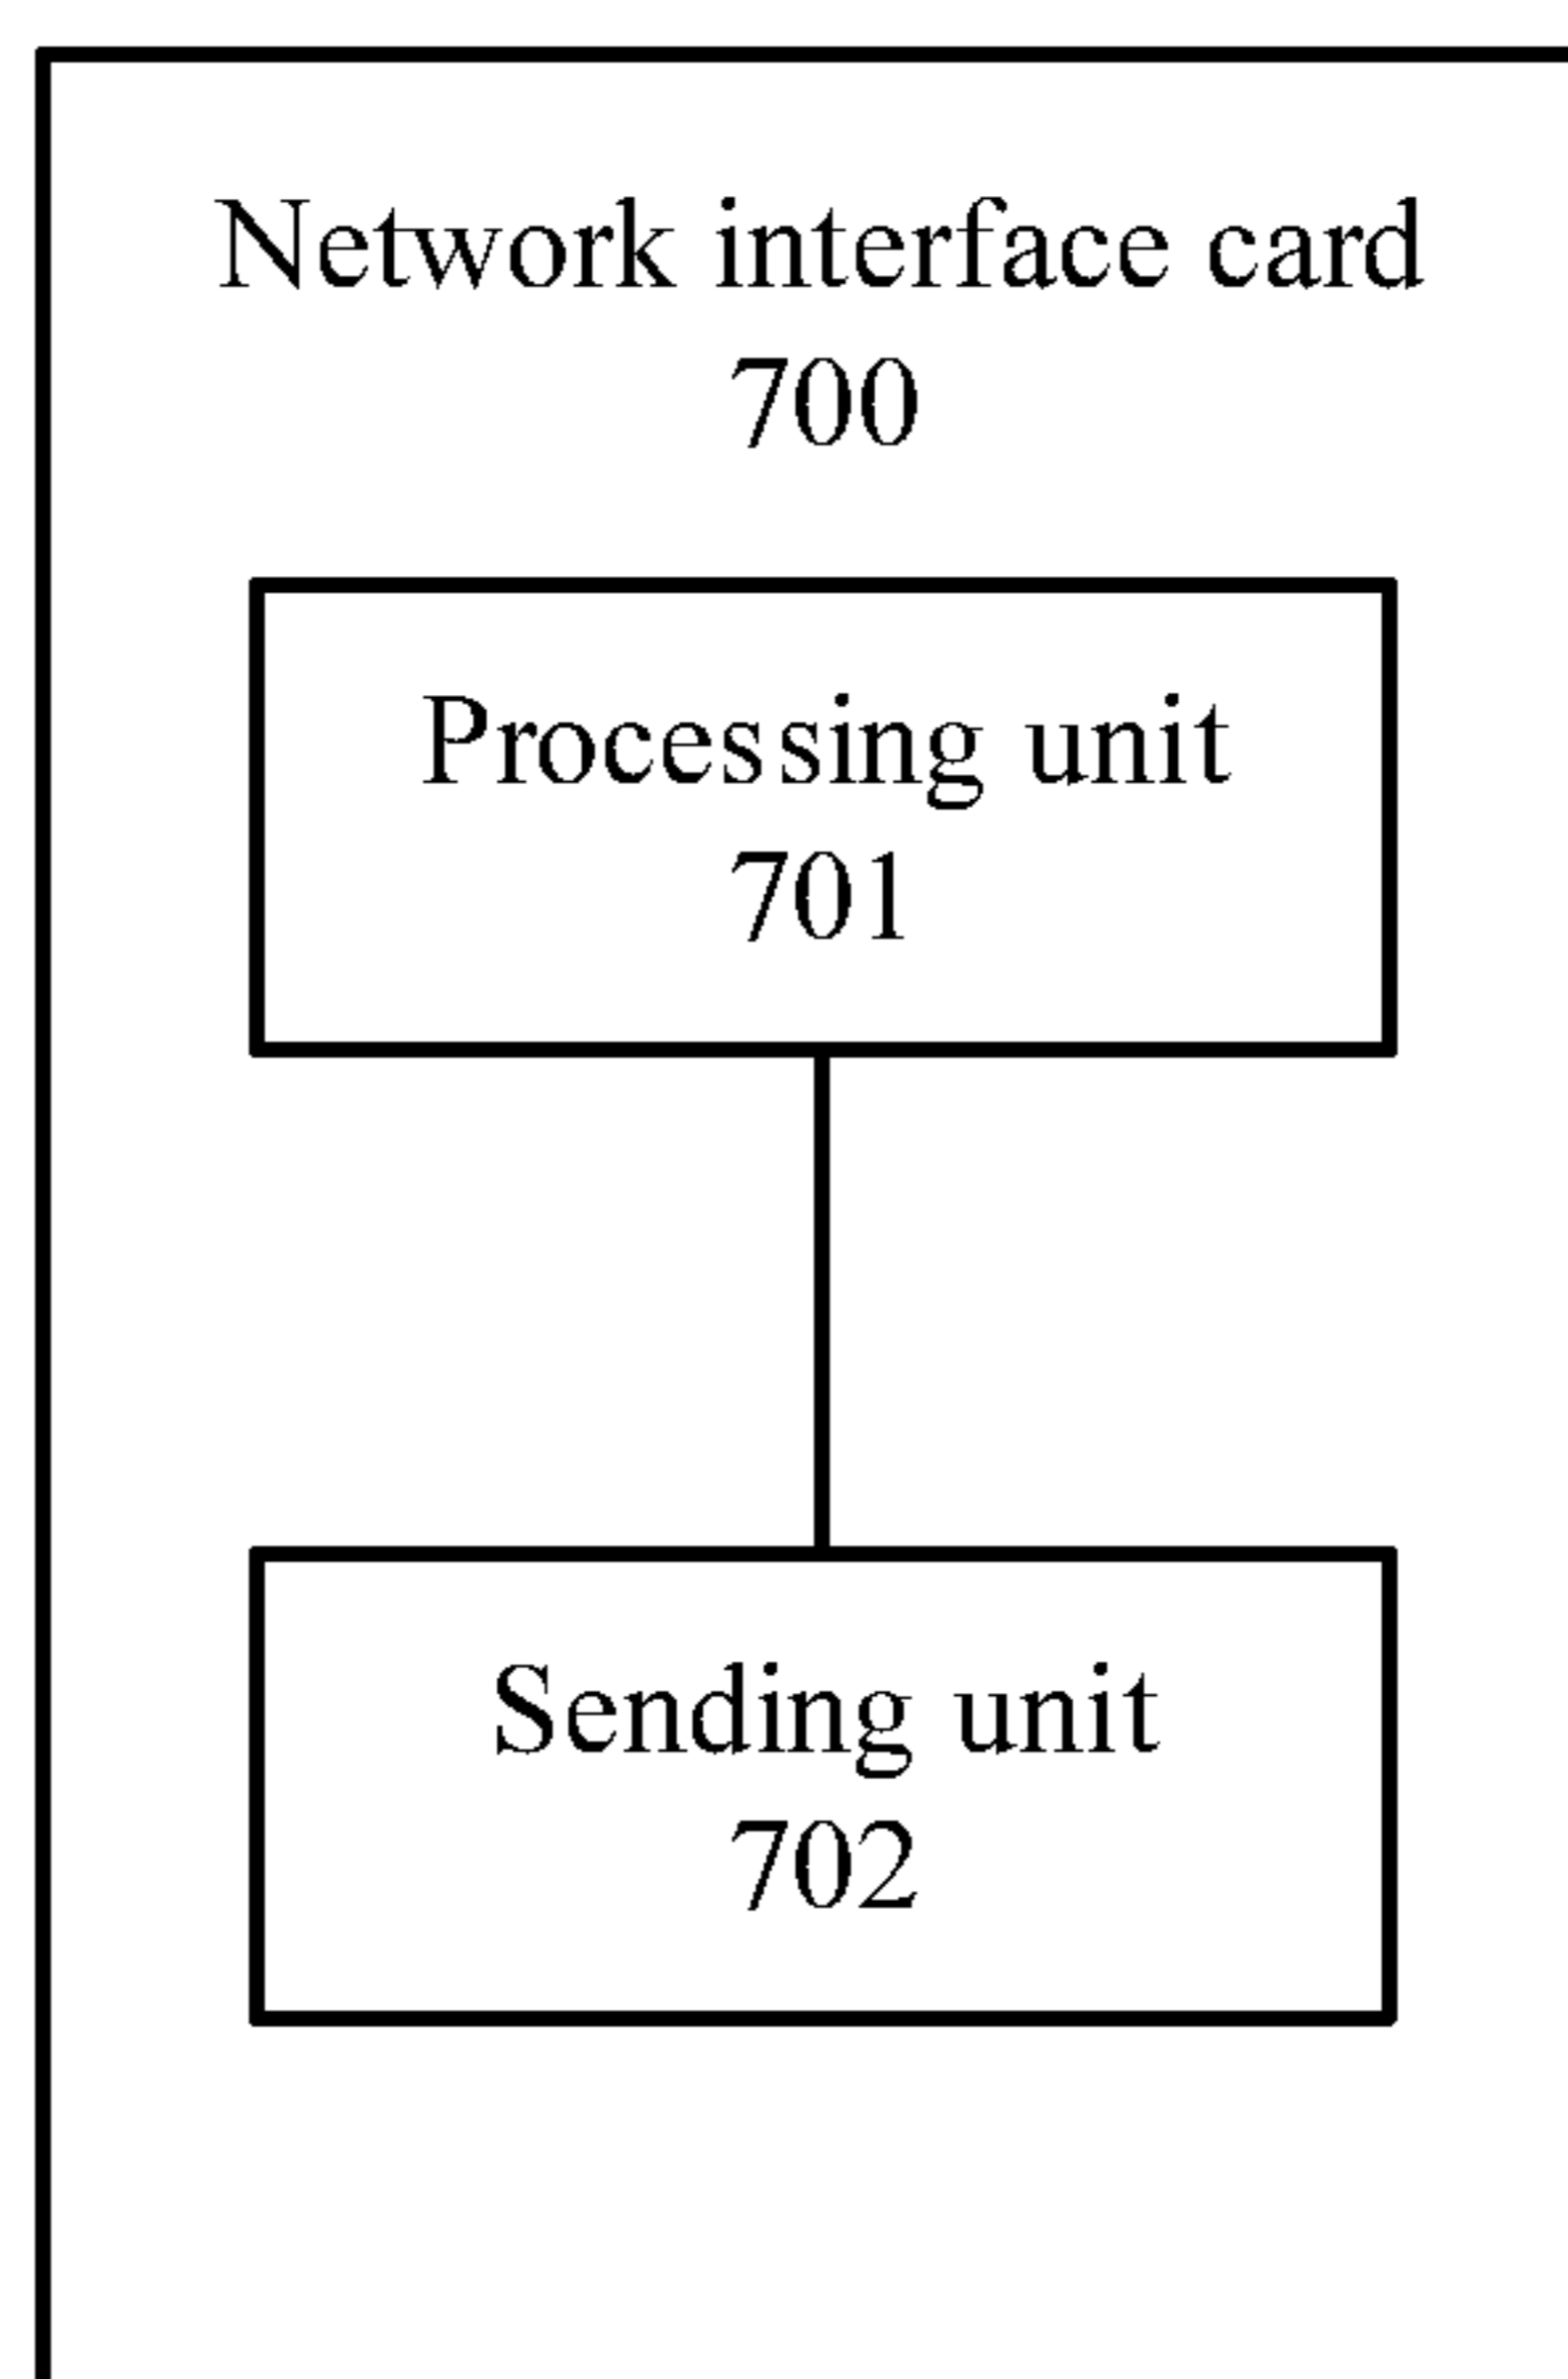 Network interface card
700
Processing unit
701
Sending unit
702